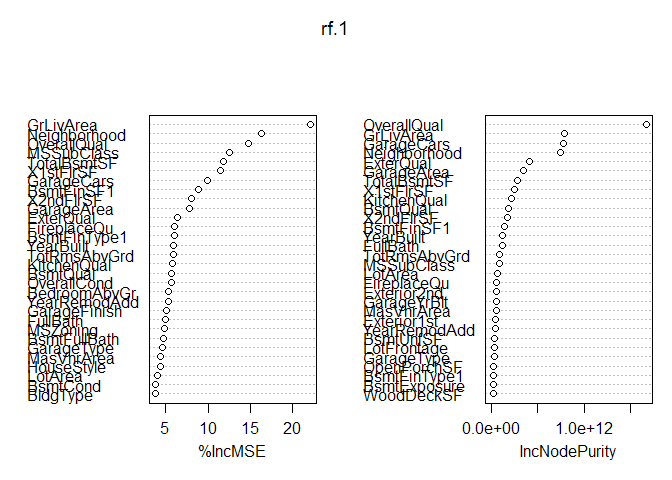 rf.1
GrLivArea
Neighborhood
OverallQual
MSSubClass
TotalBsmtSF
X1stFlrSF
GarageCars
BsmtFinSF1
X2ndFlrSF
GarageArea
ExterQual
FireplaceQu
BsmtFinType1
YearBuilt
TotRmsAbvGrd
KitchenQual
BsmtQual
OverallCond
BedroomAbvGr
YearRemodAdd
GarageFinish
FullBath
MSZoning
BsmtFullBath
GarageType
MasVnrArea
HouseStyle
LotArea
BsmtCond
BldgType
5 10 15 20
%IncMSE
OverallQual
GrLivArea
GarageCars
Neighborhood
ExterQual
GarageArea
TotalBsmtSF
X1stFlrSF
KitchenQual
BsmtQual
X2ndFlrSF
BsmtFinSF1
YearBuilt
FullBath
TotRmsAbvGrd
MSSubClass
LotArea
FireplaceQu
Exterior2nd
GarageYrBlt
MasVnrArea
Exterior1st
YearRemodAdd
BsmtUnfSF
LotFrontage
GarageType
OpenPorchSF
BsmtFinType1
BsmtExposure
WoodDeckSF
0.0e+00 1.0e+12
IncNodePurity